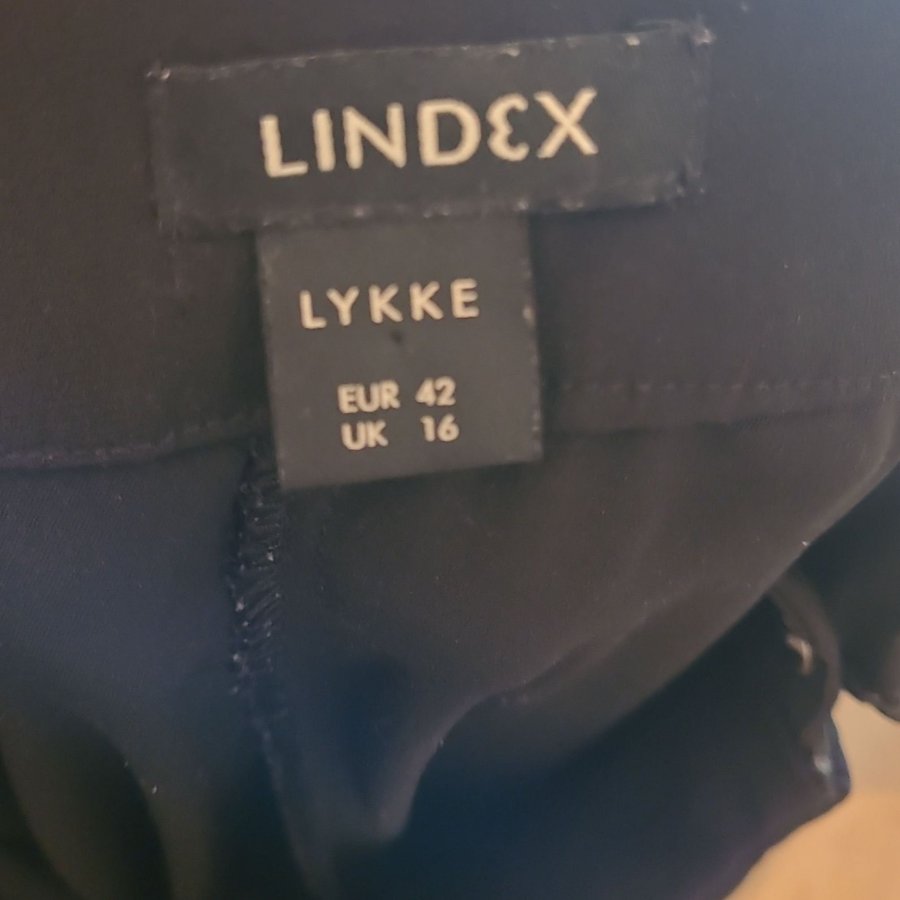 LINDEX
LYKKE
EUR 42
UK 16